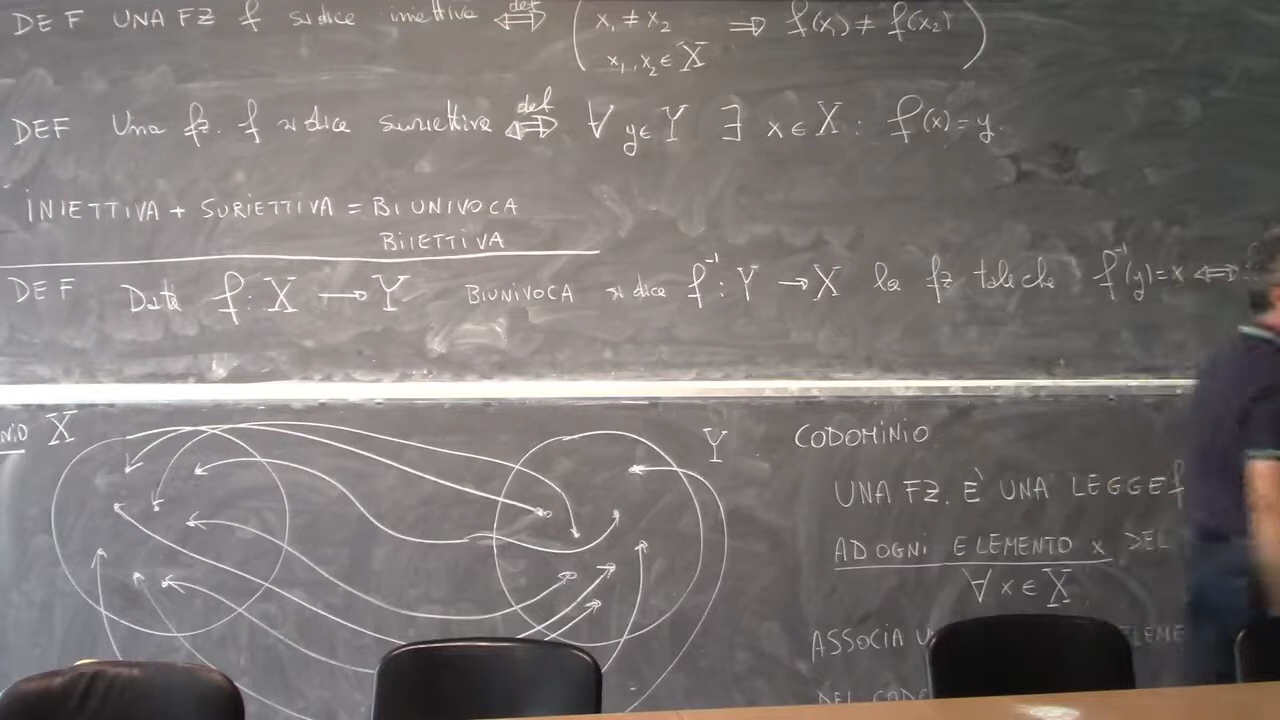 DEF UNA FZ f si dice iniettiva ⇔def ( x₁ ≠ x₂ ⇒ f(x₁) ≠ f(x₂)
x₁, x₂ ∈ X )
DEF Una fz. f si dice suriettiva ⇔def ∀ y ∈ Y ∃ x ∈ X : f(x) = y.
INIETTIVA + SURIETTIVA = BIUNIVOCA
BIIETTIVA
DEF Data f : X → Y BIUNIVOCA si dice f⁻¹ : Y → X la fz tale che f⁻¹(y) = x ⇔
X
Y
CODOMINIO
UNA FZ. È UNA LEGGE f
AD OGNI ELEMENTO x DEL
∀ x ∈ X
ASSOCIA